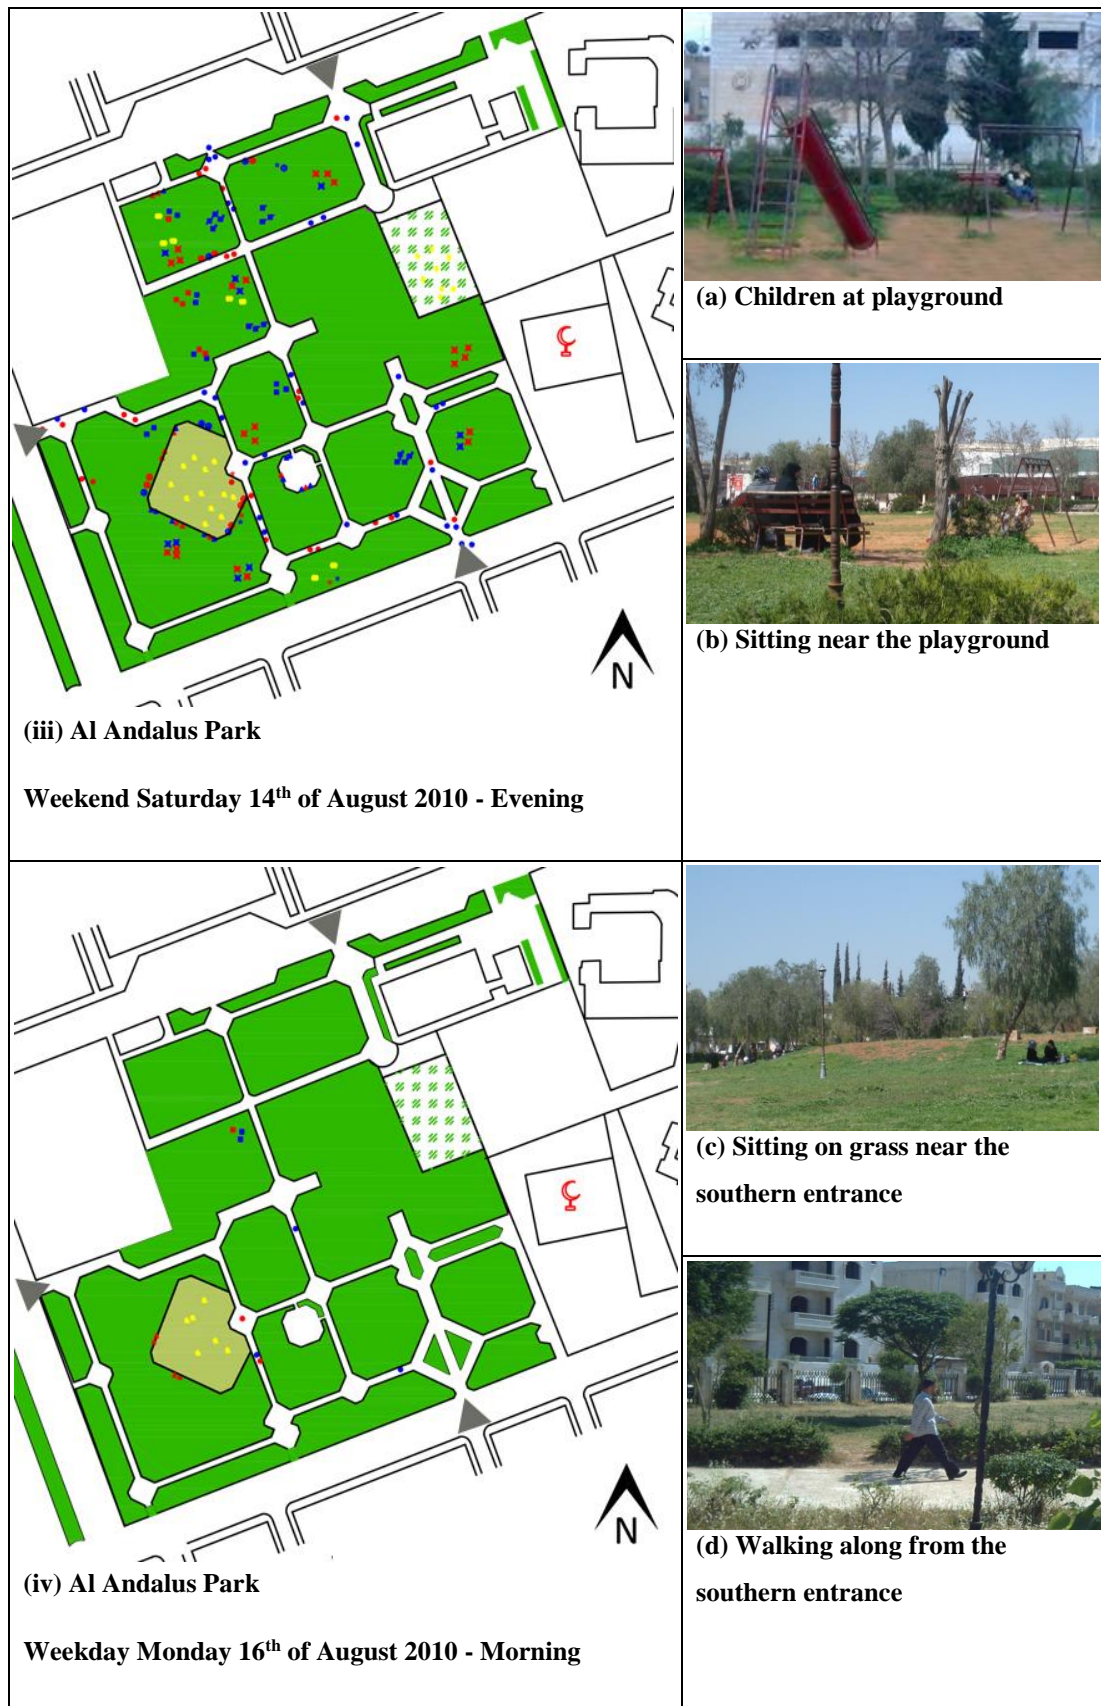 N
(iii) Al Andalus Park
Weekend Saturday 14th of August 2010 - Evening
(a) Children at playground
(b) Sitting near the playground
N
(iv) Al Andalus Park
Weekday Monday 16th of August 2010 - Morning
(c) Sitting on grass near the
southern entrance
(d) Walking along from the
southern entrance